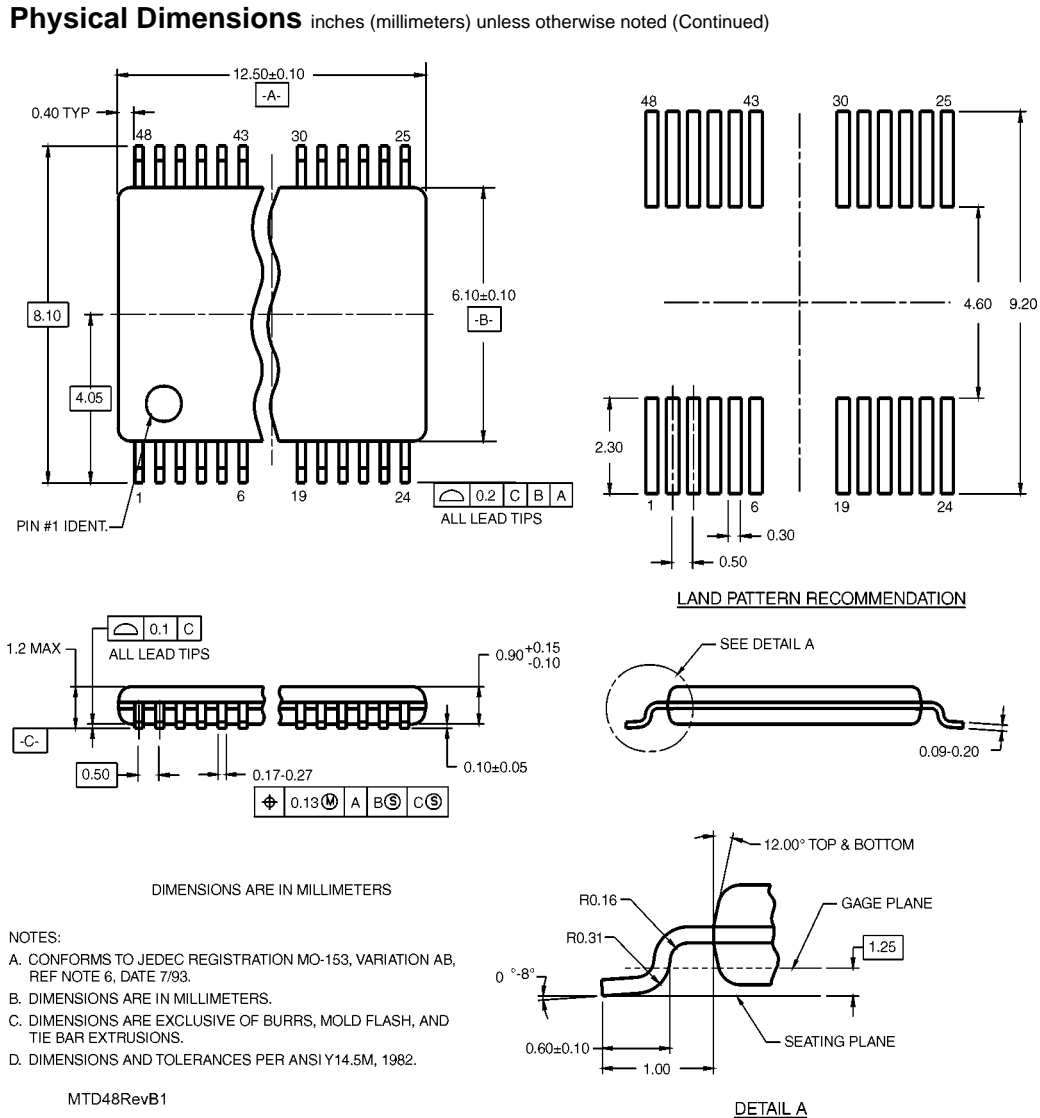 Physical Dimensions inches (millimeters) unless otherwise noted (Continued)
12.50±0.10
-A-
0.40 TYP
48 43 30 25
8.10
4.05
6.10±0.10
-B-
1 6 19 24
PIN #1 IDENT.
0.2 C B A
ALL LEAD TIPS
48 43 30 25
4.60 9.20
2.30
1 6 19 24
0.30
0.50
LAND PATTERN RECOMMENDATION
0.1 C
ALL LEAD TIPS
1.2 MAX
0.90 +0.15
-0.10
-C-
0.50
0.17-0.27
0.10±0.05
0.13 Ⓜ A B Ⓢ C Ⓢ
SEE DETAIL A
0.09-0.20
DIMENSIONS ARE IN MILLIMETERS
NOTES:
A. CONFORMS TO JEDEC REGISTRATION MO-153, VARIATION AB,
REF NOTE 6, DATE 7/93.
B. DIMENSIONS ARE IN MILLIMETERS.
C. DIMENSIONS ARE EXCLUSIVE OF BURRS, MOLD FLASH, AND
TIE BAR EXTRUSIONS.
D. DIMENSIONS AND TOLERANCES PER ANSI Y14.5M, 1982.
MTD48RevB1
12.00° TOP & BOTTOM
R0.16
GAGE PLANE
R0.31
1.25
0°-8°
SEATING PLANE
0.60±0.10
1.00
DETAIL A